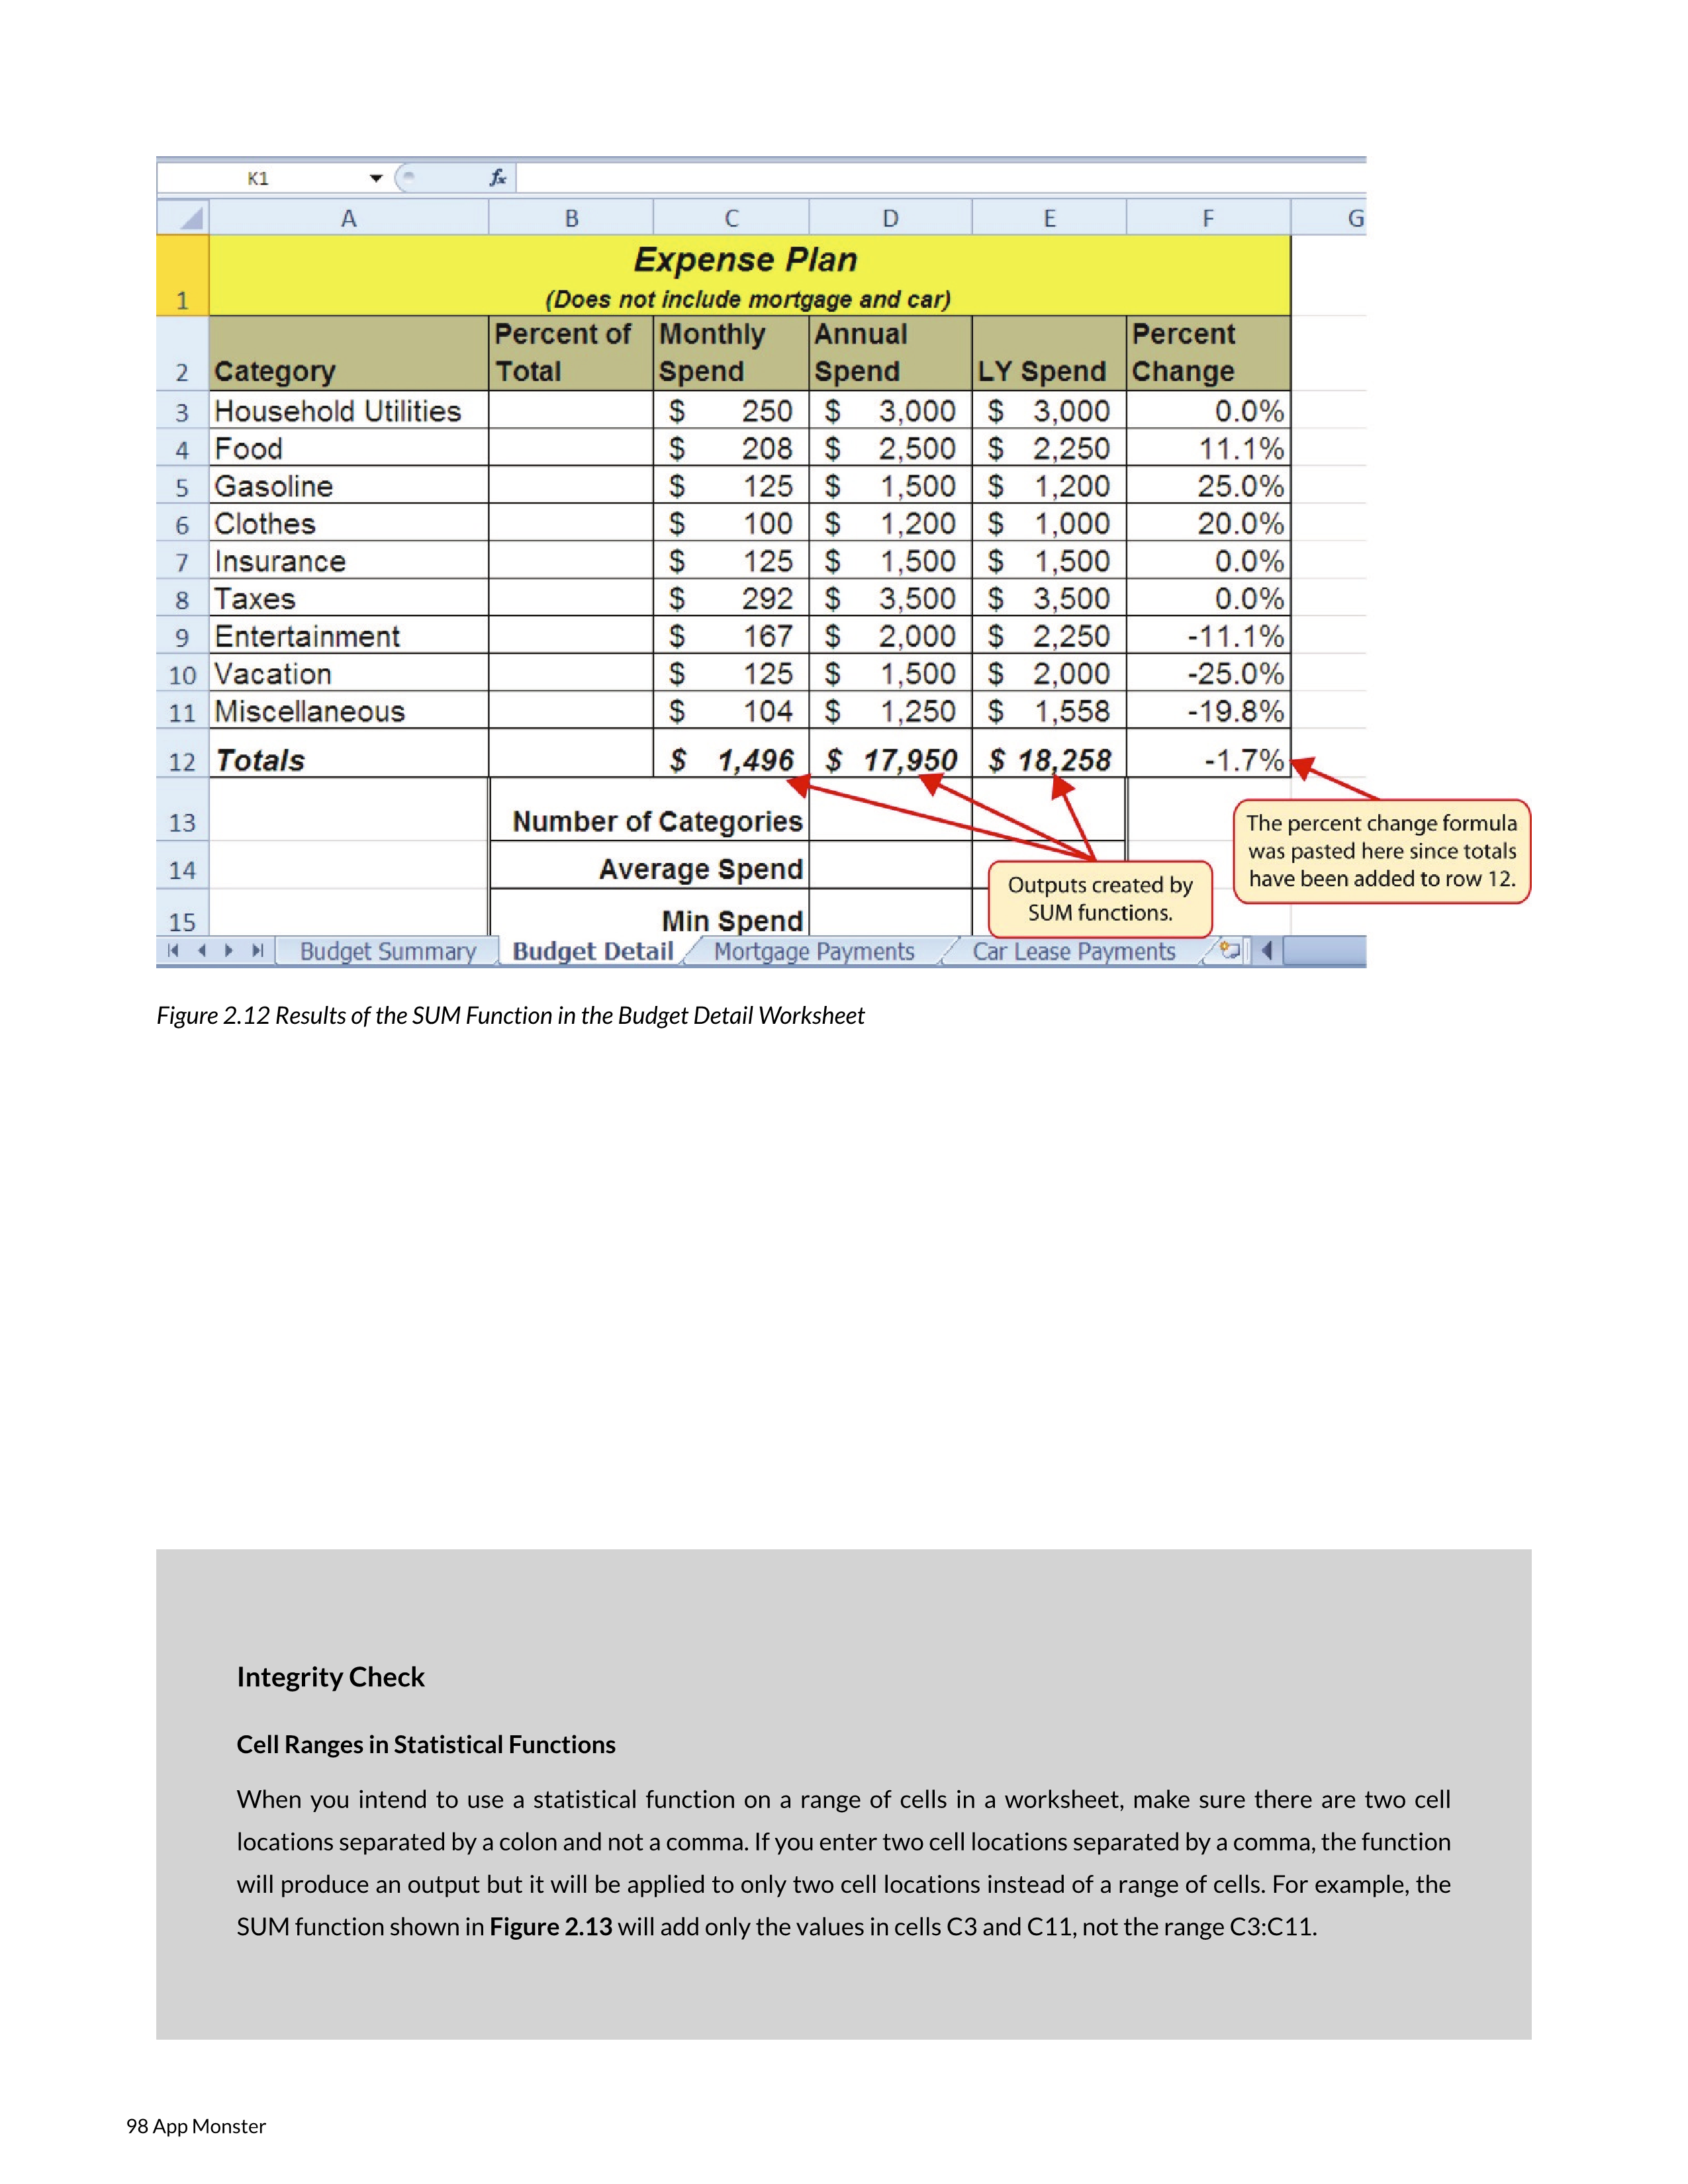 K1 fx
A B C D E F G
Expense Plan
1 (Does not include mortgage and car)
Percent of Monthly Annual Percent
2 Category Total Spend Spend LY Spend Change
3 Household Utilities $ 250 $ 3,000 $ 3,000 0.0%
4 Food $ 208 $ 2,500 $ 2,250 11.1%
5 Gasoline $ 125 $ 1,500 $ 1,200 25.0%
6 Clothes $ 100 $ 1,200 $ 1,000 20.0%
7 Insurance $ 125 $ 1,500 $ 1,500 0.0%
8 Taxes $ 292 $ 3,500 $ 3,500 0.0%
9 Entertainment $ 167 $ 2,000 $ 2,250 -11.1%
10 Vacation $ 125 $ 1,500 $ 2,000 -25.0%
11 Miscellaneous $ 104 $ 1,250 $ 1,558 -19.8%
12 Totals $ 1,496 $ 17,950 $ 18,258 -1.7%
13 Number of Categories
14 Average Spend
15 Min Spend
Outputs created by
SUM functions.
The percent change formula
was pasted here since totals
have been added to row 12.
Budget Summary Budget Detail Mortgage Payments Car Lease Payments
Figure 2.12 Results of the SUM Function in the Budget Detail Worksheet
Integrity Check
Cell Ranges in Statistical Functions
When you intend to use a statistical function on a range of cells in a worksheet, make sure there are two cell
locations separated by a colon and not a comma. If you enter two cell locations separated by a comma, the function
will produce an output but it will be applied to only two cell locations instead of a range of cells. For example, the
SUM function shown in Figure 2.13 will add only the values in cells C3 and C11, not the range C3:C11.
98 App Monster